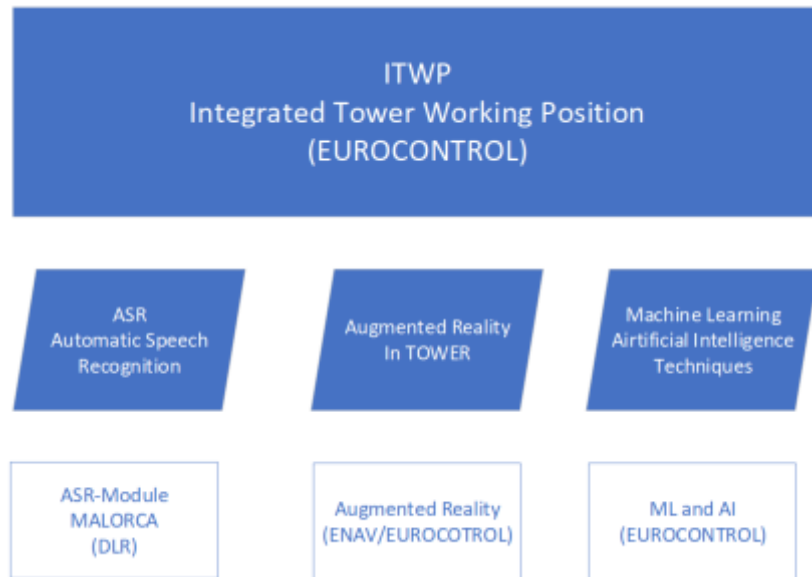 ITWP
Integrated Tower Working Position
(EUROCONTROL)
ASR
Automatic Speech
Recognition
Augmented Reality
In TOWER
Machine Learning
Airtificial Intelligence
Techniques
ASR-Module
MALORCA
(DLR)
Augmented Reality
(ENAV/EUROCOTROL)
ML and AI
(EUROCONTROL)